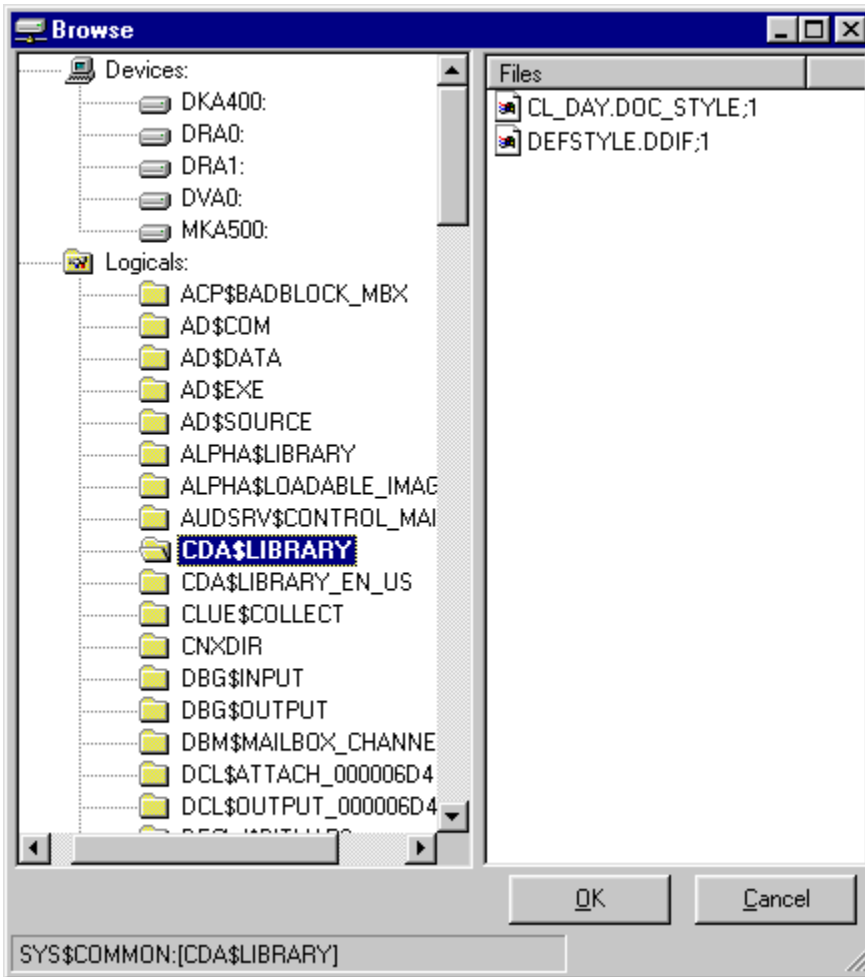 Browse
Devices:
DKA400:
DRA0:
DRA1:
DVA0:
MKA500:
Logicals:
ACP$BADBLOCK_MBX
AD$COM
AD$DATA
AD$EXE
AD$SOURCE
ALPHA$LIBRARY
ALPHA$LOADABLE_IMAG
AUDSRV$CONTROL_MAI
CDA$LIBRARY
CDA$LIBRARY_EN_US
CLUE$COLLECT
CNXDIR
DBG$INPUT
DBG$OUTPUT
DBM$MAILBOX_CHANNE
DCL$ATTACH_000006D4
DCL$OUTPUT_000006D4
Files
CL_DAY.DOC_STYLE;1
DEFSTYLE.DDIF;1
OK
Cancel
SYS$COMMON:[CDA$LIBRARY]